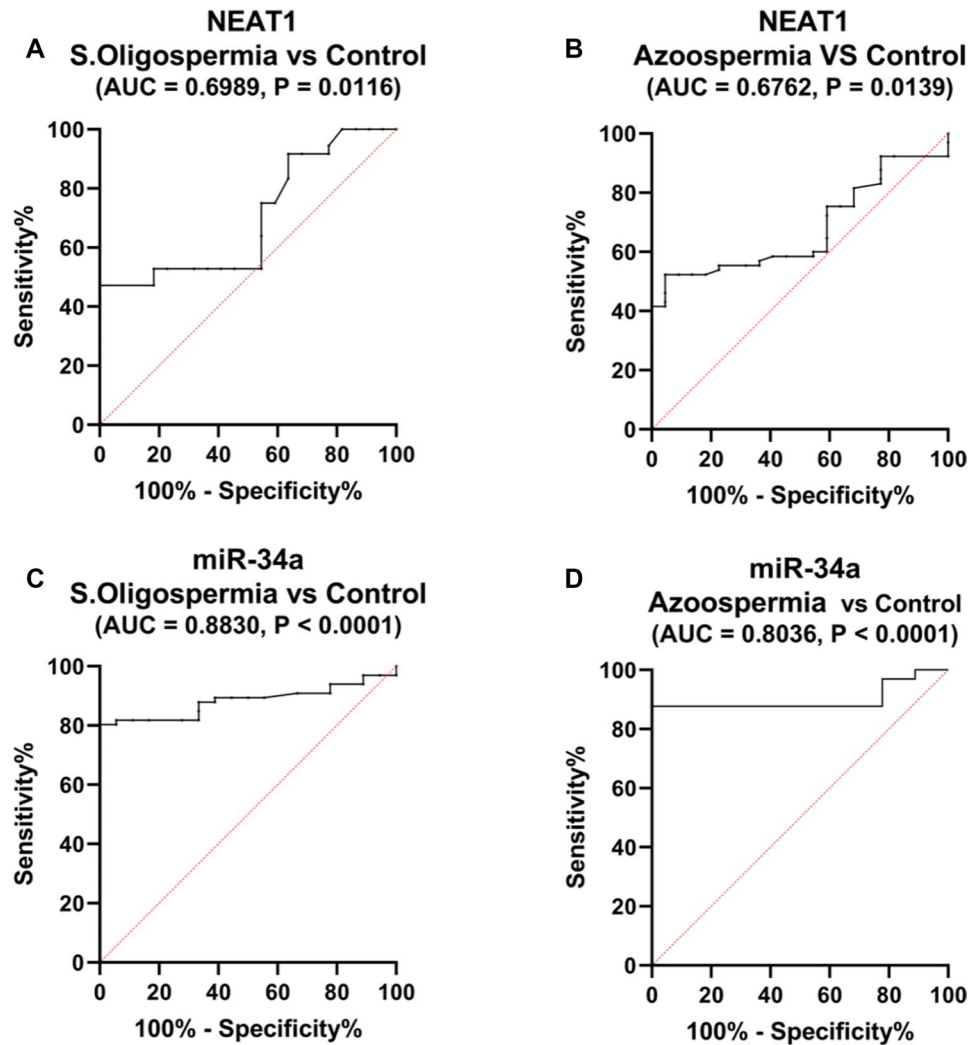 A
NEAT1
S.Oligospermia vs Control
(AUC = 0.6989, P = 0.0116)
Sensitivity%
100
80
60
40
20
0
0 20 40 60 80 100
100% - Specificity%
B
NEAT1
Azoospermia VS Control
(AUC = 0.6762, P = 0.0139)
Sensitivity%
100
80
60
40
20
0
0 20 40 60 80 100
100% - Specificity%
C
miR-34a
S.Oligospermia vs Control
(AUC = 0.8830, P < 0.0001)
Sensitivity%
100
80
60
40
20
0
0 20 40 60 80 100
100% - Specificity%
D
miR-34a
Azoospermia vs Control
(AUC = 0.8036, P < 0.0001)
Sensitivity%
100
80
60
40
20
0
0 20 40 60 80 100
100% - Specificity%